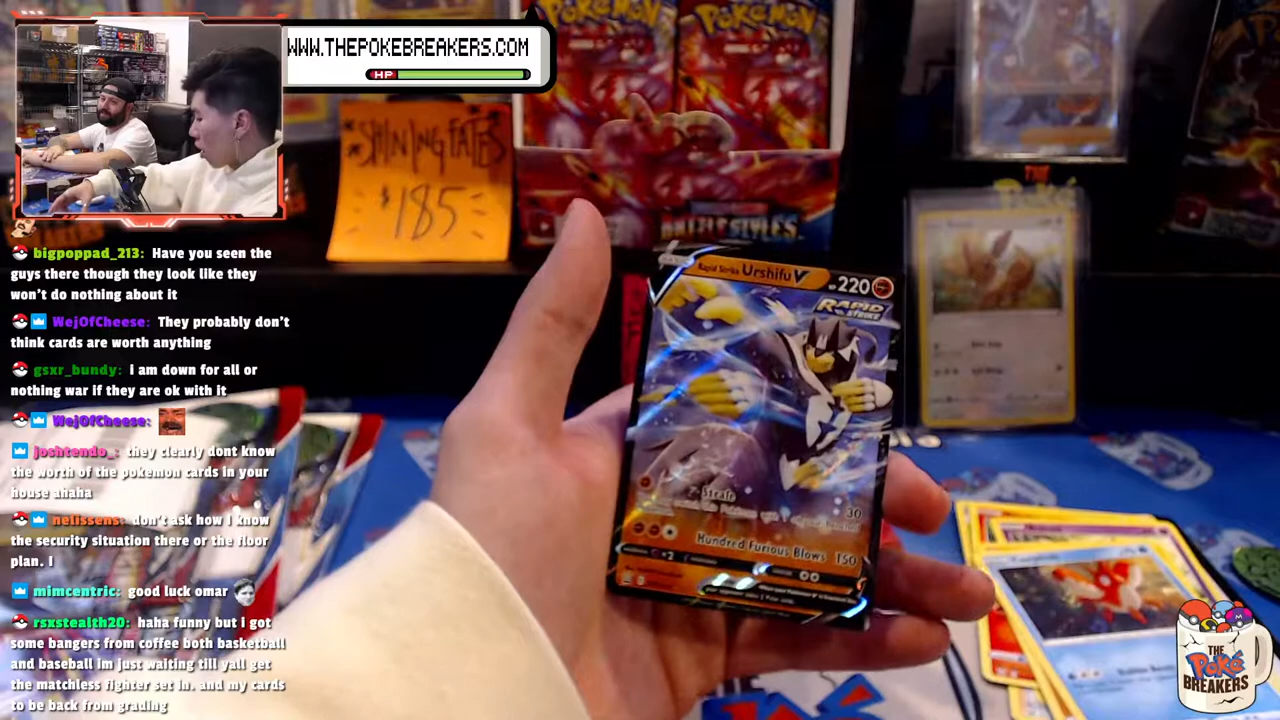 WWW.THEPOKEBREAKERS.COM
HP
Pokémon
Pokémon
SHINING FATES
$185
BATTLE STYLES
Rapid Strike Urshifu V
220
RAPID
STRIKE
Strafe
30
Hundred Furious Blows 150
bigpoppad_213: Have you seen the
guys there though they look like they
won't do nothing about it
WejOfCheese: They probably don't
think cards are worth anything
gsxr_bundy: i am down for all or
nothing war if they are ok with it
WejOfCheese:
joshtendo_: they clearly dont know
the worth of the pokemon cards in your
house ahaha
nelissens: don't ask how I know
the security situation there or the floor
plan. I
mimcentric: good luck omar
rsxstealth20: haha funny but i got
some bangers from coffee both basketball
and baseball im just waiting till yall get
the matchless fighter set in. and my cards
to be back from grading
THE
Poké
BREAKERS